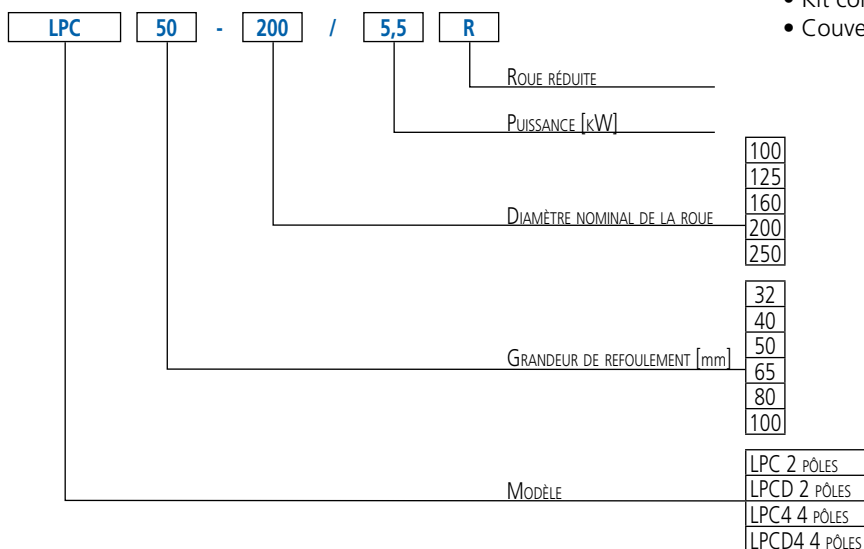 • Kit
• Couve
LPC 50 - 200 / 5,5 R
ROUE RÉDUITE
PUISSANCE [KW]
DIAMÈTRE NOMINAL DE LA ROUE
100
125
160
200
250
GRANDEUR DE REFOULEMENT [mm]
32
40
50
65
80
100
MODÈLE
LPC 2 PÔLES
LPCD 2 PÔLES
LPC4 4 PÔLES
LPCD4 4 PÔLES